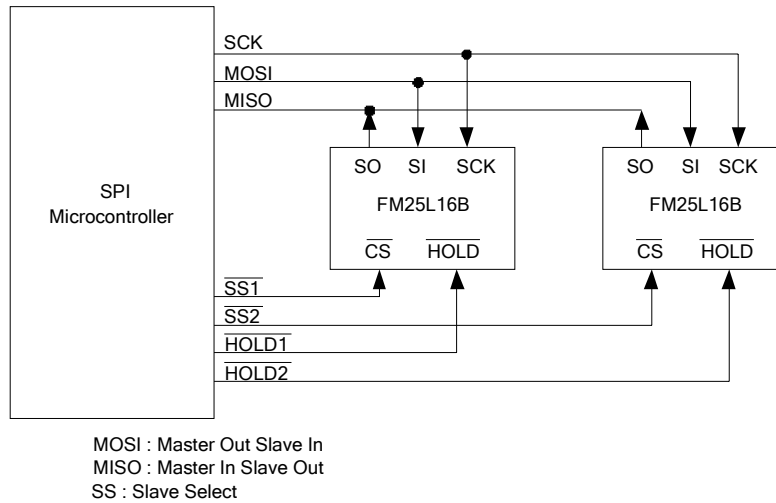 SCK
MOSI
MISO
SO SI SCK
SO SI SCK
SPI
Microcontroller
FM25L16B
FM25L16B
CS HOLD
CS HOLD
SS1
SS2
HOLD1
HOLD2
MOSI : Master Out Slave In
MISO : Master In Slave Out
SS : Slave Select